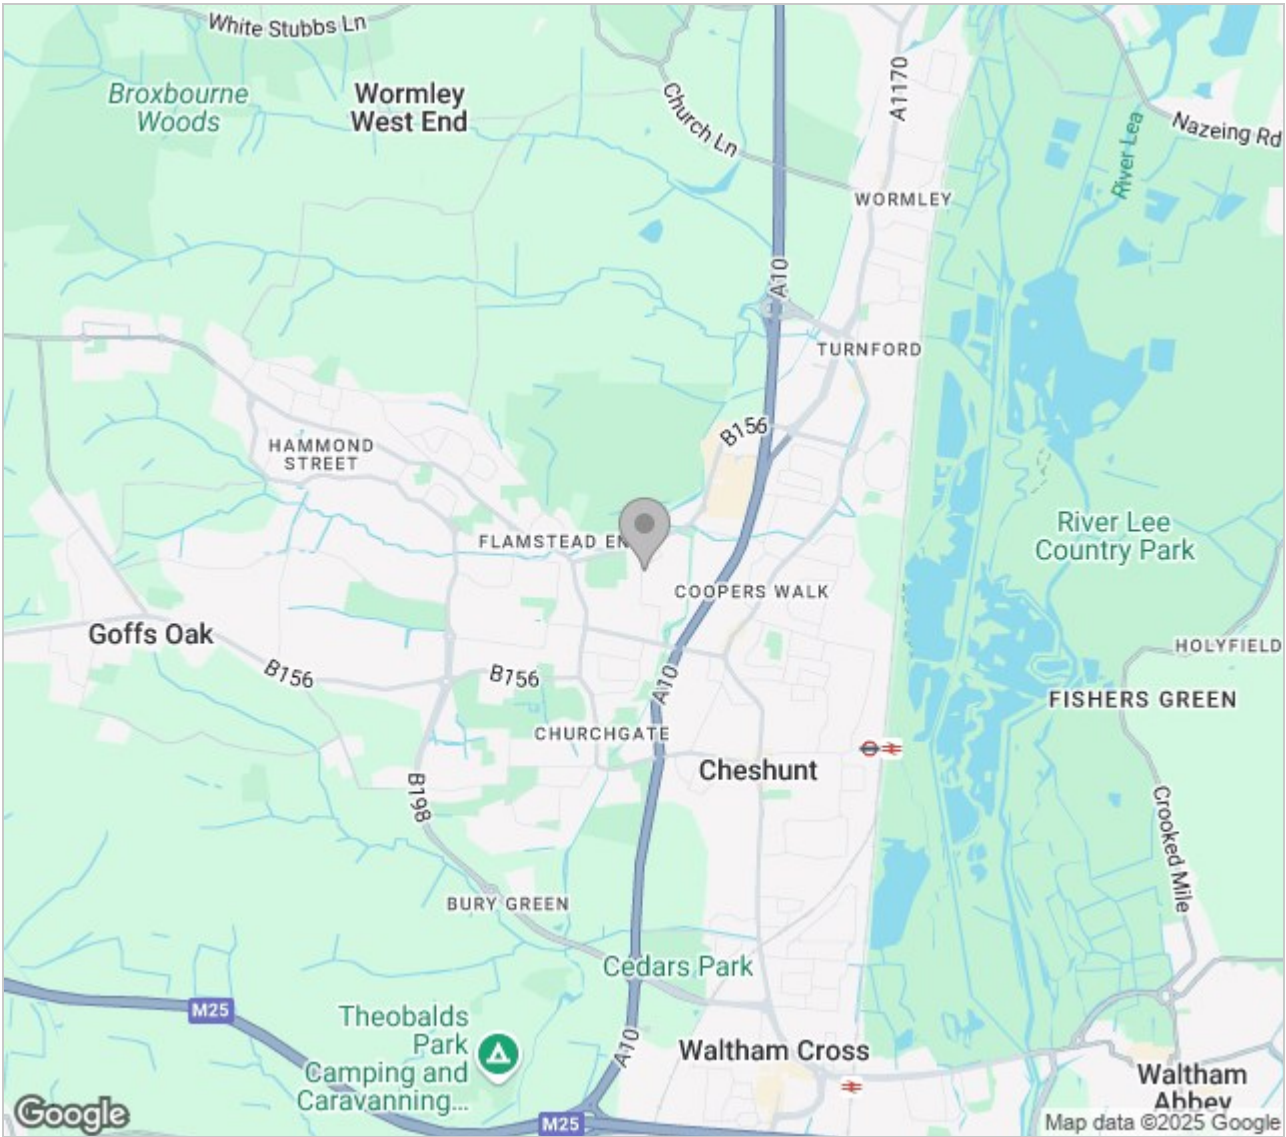 White Stubbs Ln
Broxbourne
Woods
Wormley
West End
Church Ln
A1170
River Lea
Nazeing Rd
WORMLEY
A10
TURNFORD
B156
HAMMOND
STREET
FLAMSTEAD EN
River Lee
Country Park
COOPERS WALK
Goffs Oak
B156
B156
A10
HOLYFIELD
FISHERS GREEN
CHURCHGATE
Cheshunt
B198
Crooked Mile
BURY GREEN
Cedars Park
M25
Theobalds
Park
Camping and
Caravanning...
A10
Waltham Cross
Waltham
Abbey
M25
Google
Map data ©2025 Google